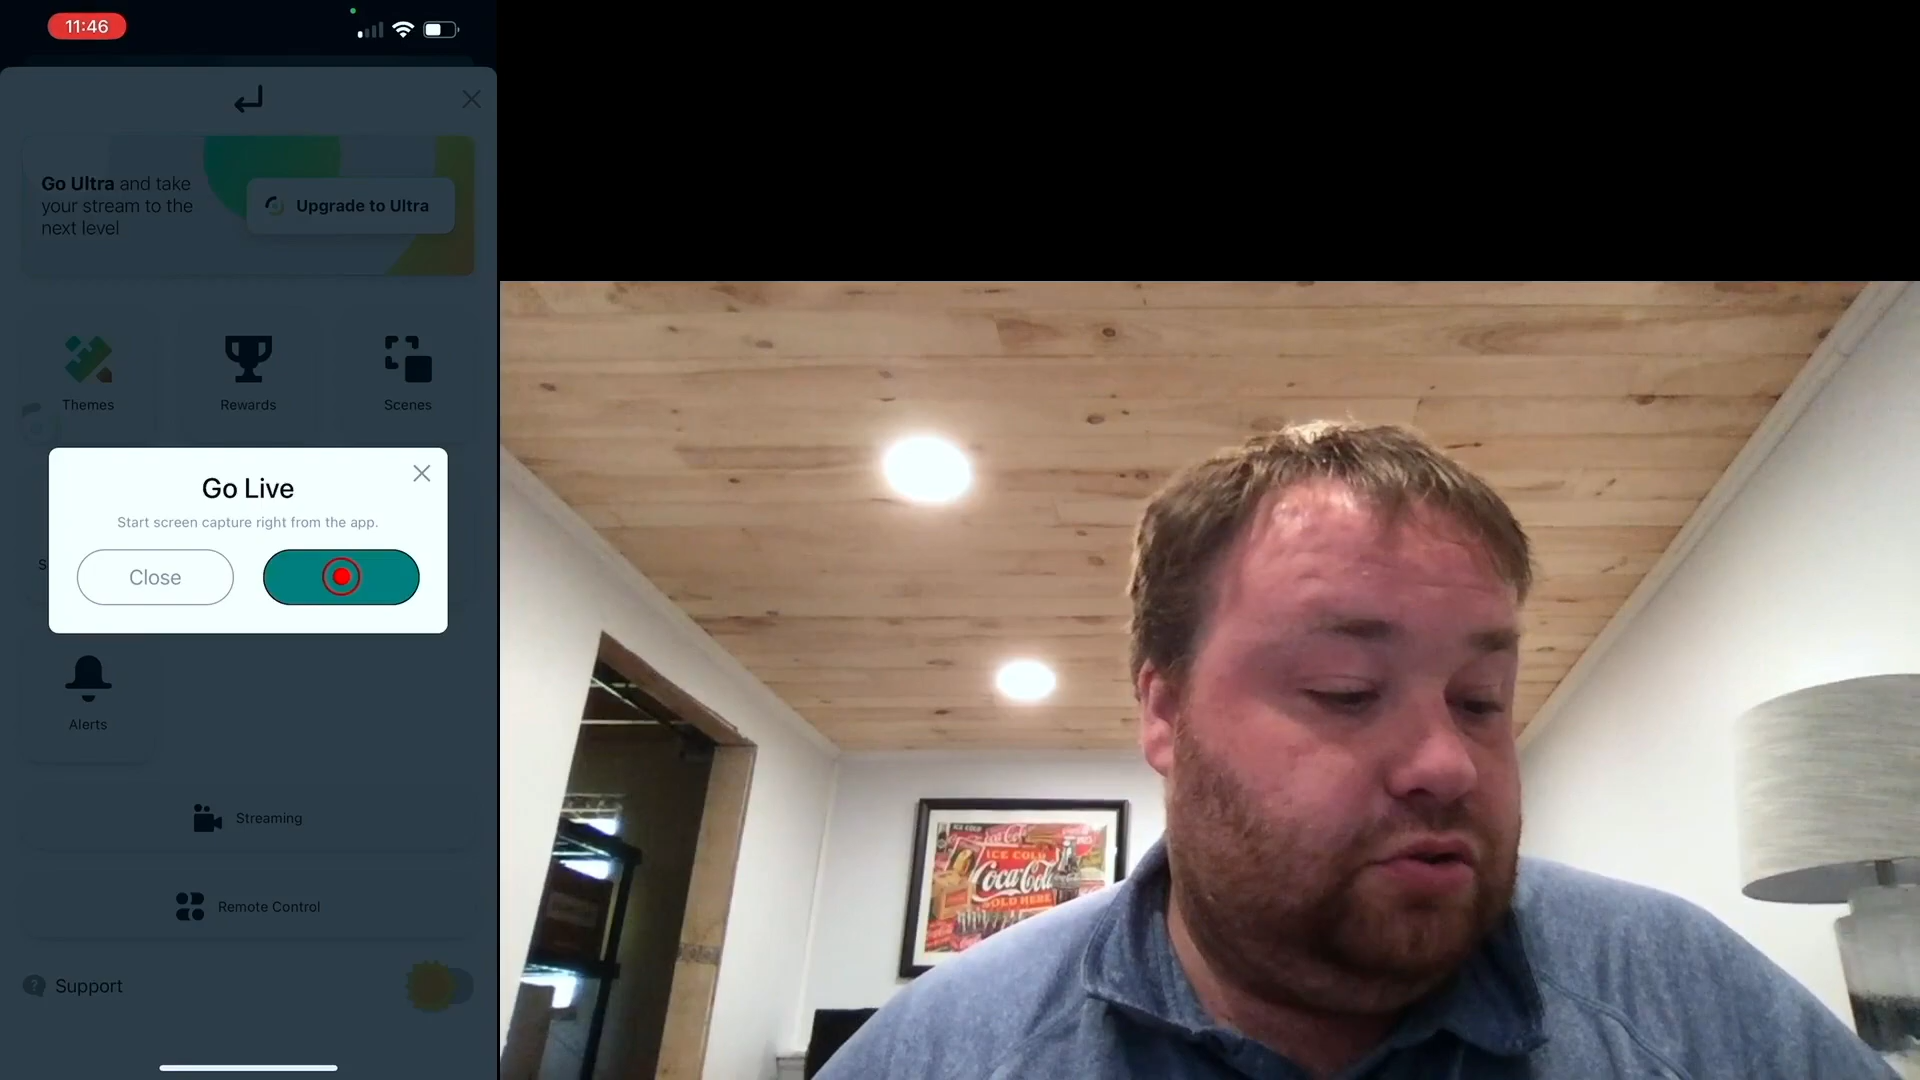 11:46
Go Ultra and take
your stream to the
next level
Upgrade to Ultra
Themes
Rewards
Scenes
Go Live
Start screen capture right from the app.
Close
S
Alerts
Streaming
Remote Control
? Support
ICE COLD
Coca-Cola
SOLD HERE